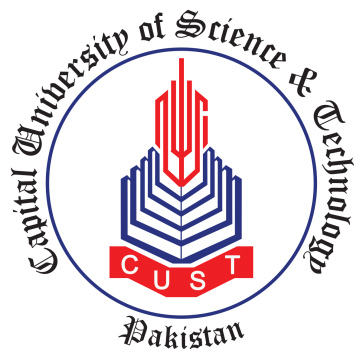 Capital University of Science & Technology
CUST
Pakistan